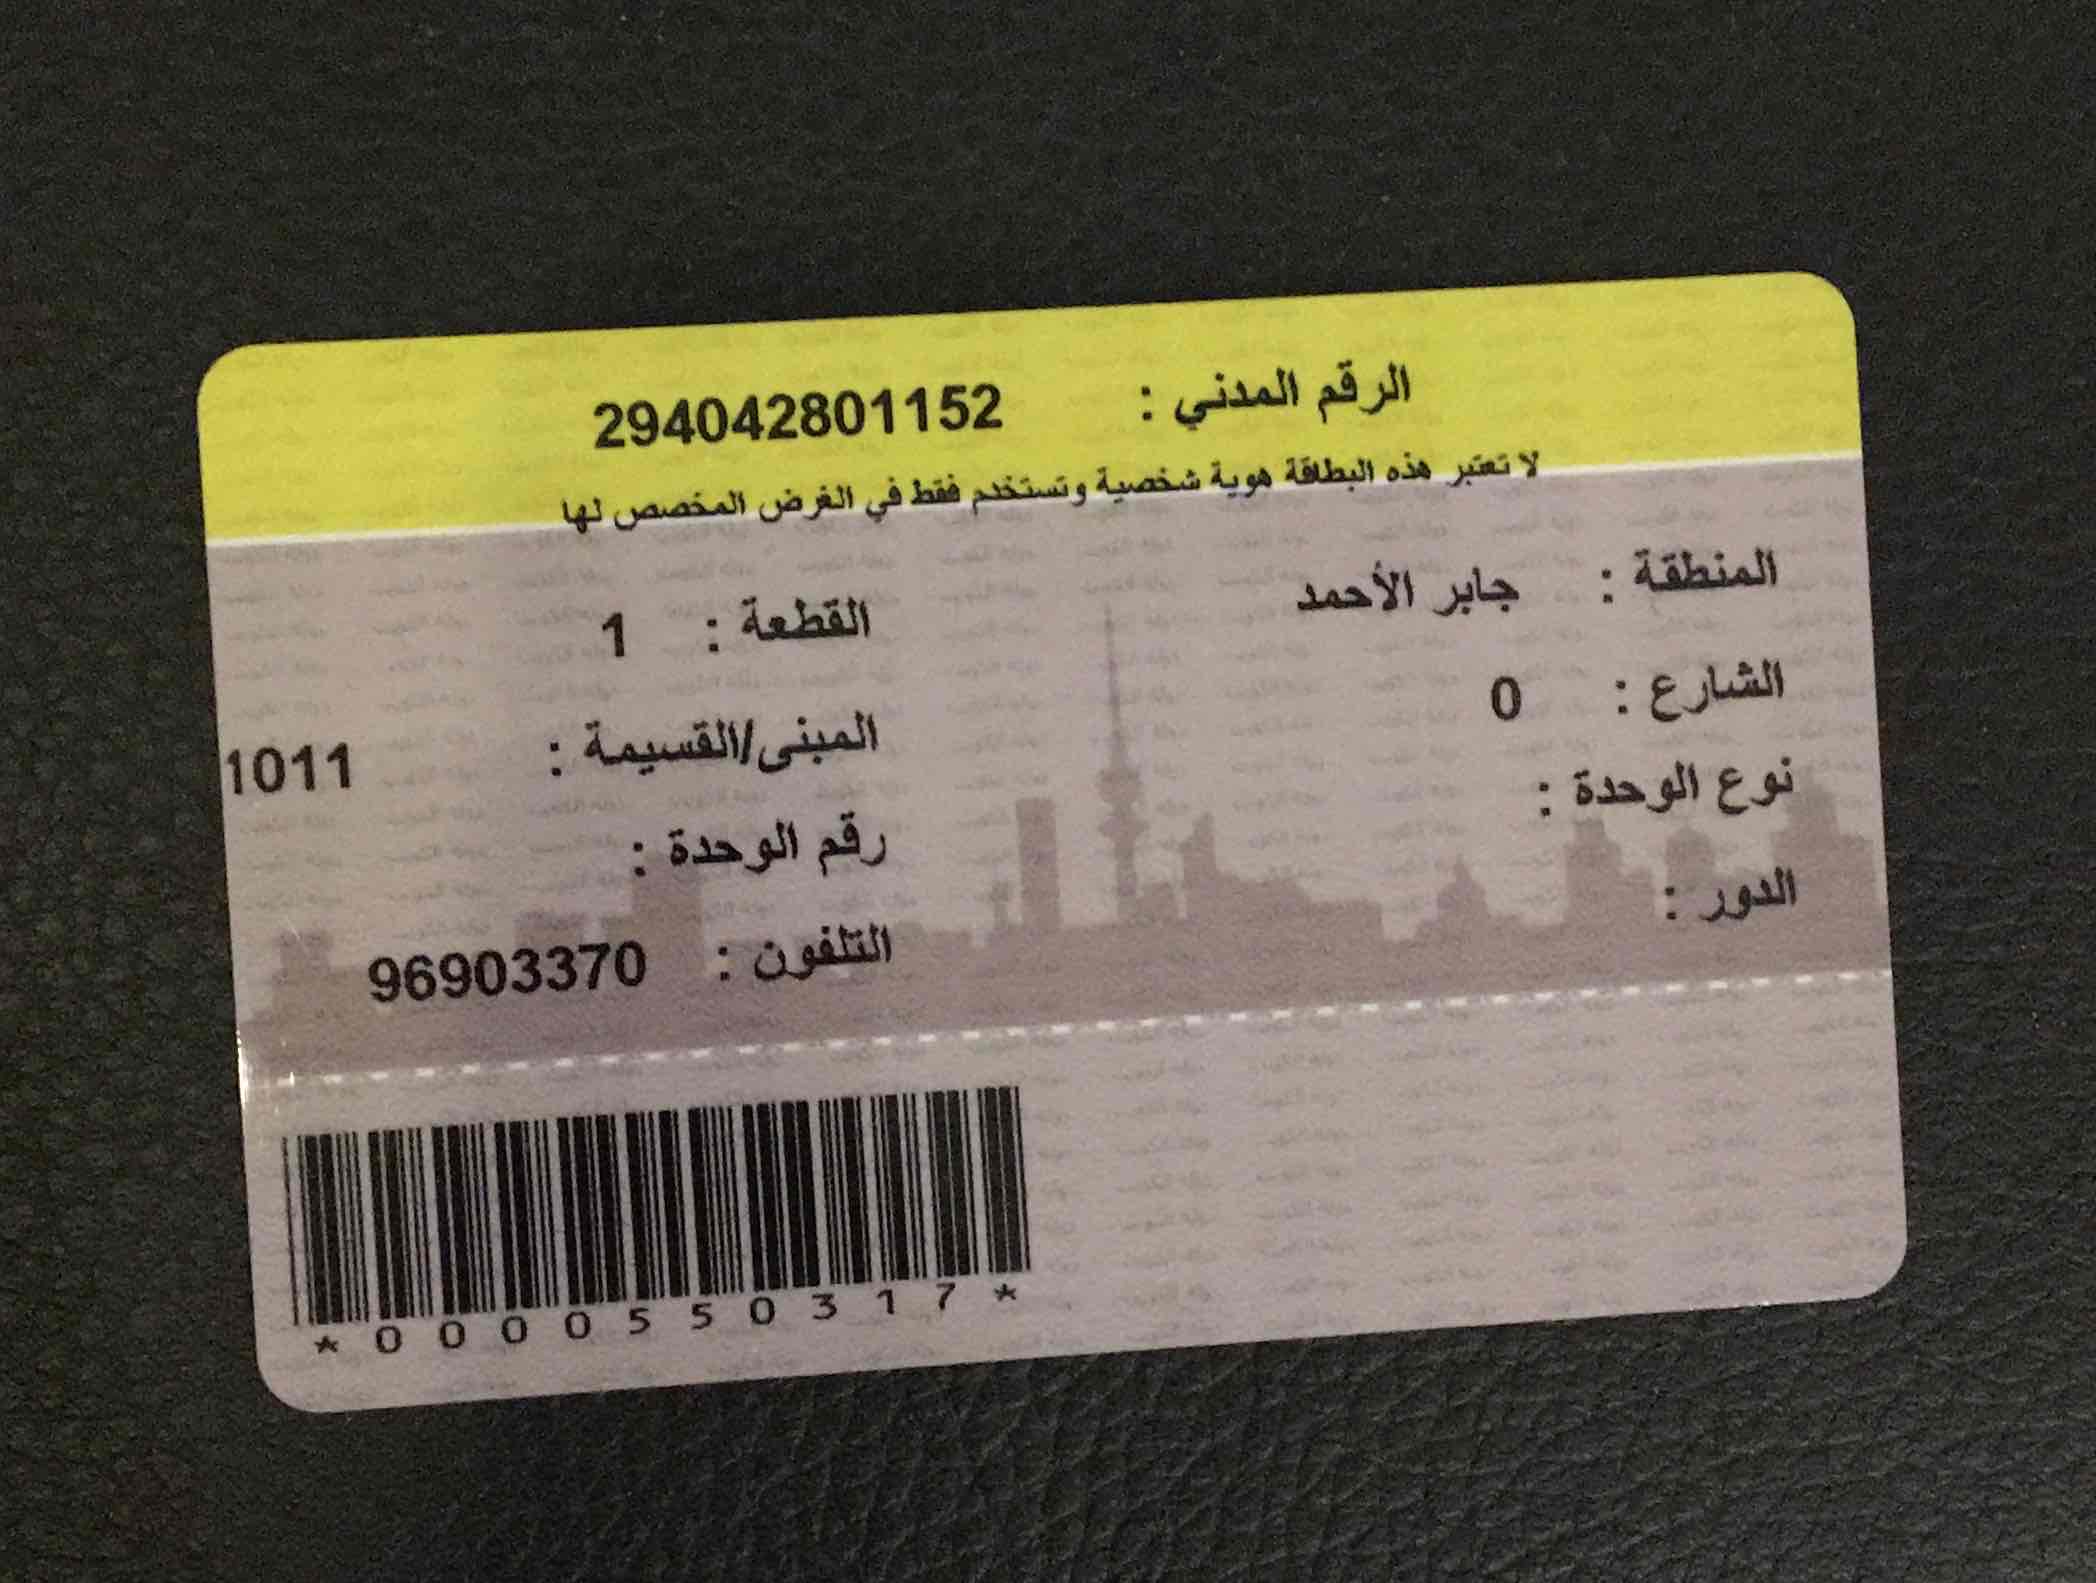 الرقم المدني : 294042801152
لا تعتبر هذه البطاقة هوية شخصية وتستخدم فقط في الغرض المخصص لها
المنطقة : جابر الأحمد القطعة : 1
الشارع : 0 المبنى/القسيمة : 1011
نوع الوحدة : رقم الوحدة :
الدور : التلفون : 96903370
*0000550317*